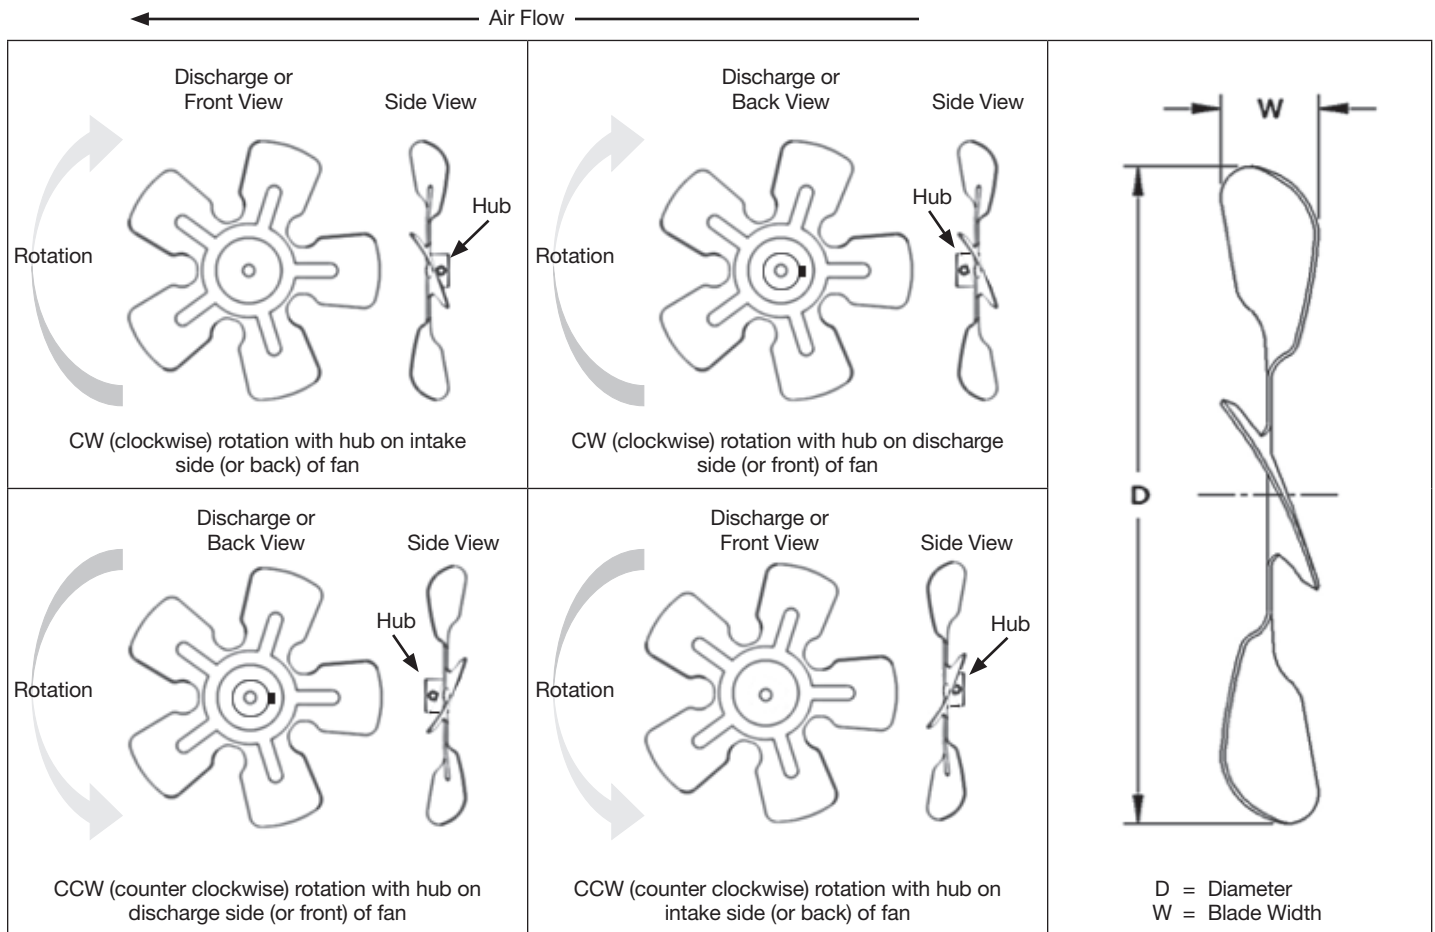 Air Flow
Discharge or
Front View
Side View
Hub
Rotation
CW (clockwise) rotation with hub on intake
side (or back) of fan
Discharge or
Back View
Side View
Hub
Rotation
CW (clockwise) rotation with hub on discharge
side (or front) of fan
Discharge or
Back View
Side View
Hub
Rotation
CCW (counter clockwise) rotation with hub on
discharge side (or front) of fan
Discharge or
Front View
Side View
Hub
Rotation
CCW (counter clockwise) rotation with hub on
intake side (or back) of fan
W
D
D = Diameter
W = Blade Width